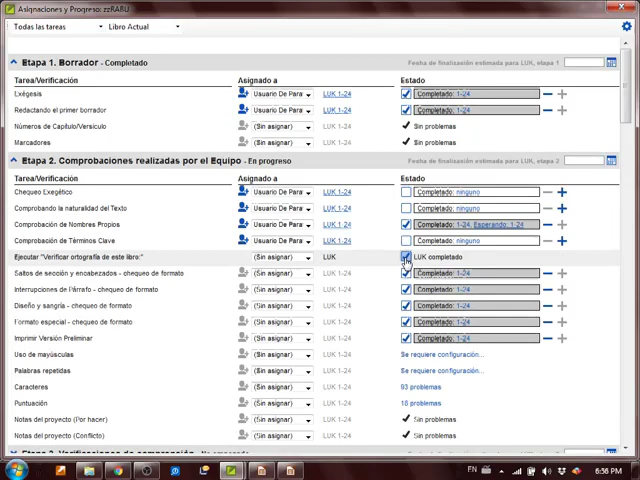 Asignaciones y Progreso: zzRABU
Todas las tareas Libro Actual
Etapa 1. Borrador - Completado Fecha de finalización estimada para LUK, etapa 1
Tarea/Verificación Asignado a Estado
Exégesis Usuario De Para LUK 1-24 Completado: 1-24
Redactando el primer borrador Usuario De Para LUK 1-24 Completado: 1-24
Números de Capítulo/Versículo (Sin asignar) LUK 1-24 Sin problemas
Marcadores (Sin asignar) LUK 1-24 Sin problemas
Etapa 2. Comprobaciones realizadas por el Equipo - En progreso Fecha de finalización estimada para LUK, etapa 2
Tarea/Verificación Asignado a Estado
Chequeo Exegético Usuario De Para LUK 1-24 Completado: ninguno
Comprobando la naturalidad del Texto Usuario De Para LUK 1-24 Completado: ninguno
Comprobación de Nombres Propios Usuario De Para LUK 1-24 Completado: 1-24, Esperando: 1-24
Comprobación de Términos Clave Usuario De Para LUK 1-24 Completado: ninguno
Ejecutar "Verificar ortografía de este libro:" (Sin asignar) LUK LUK completado
Saltos de sección y encabezados - chequeo de formato (Sin asignar) LUK 1-24 Completado: 1-24
Interrupciones de Párrafo - chequeo de formato (Sin asignar) LUK 1-24 Completado: 1-24
Diseño y sangría - chequeo de formato (Sin asignar) LUK 1-24 Completado: 1-24
Formato especial - chequeo de formato (Sin asignar) LUK 1-24 Completado: 1-24
Imprimir Versión Preliminar (Sin asignar) LUK 1-24 Completado: 1-24
Uso de mayúsculas (Sin asignar) LUK 1-24 Se requiere configuración...
Palabras repetidas (Sin asignar) LUK 1-24 Se requiere configuración...
Caracteres (Sin asignar) LUK 1-24 93 problemas
Puntuación (Sin asignar) LUK 1-24 18 problemas
Notas del proyecto (Por hacer) (Sin asignar) LUK 1-24 Sin problemas
Notas del proyecto (Conflicto) (Sin asignar) LUK 1-24 Sin problemas
EN 6:56 PM